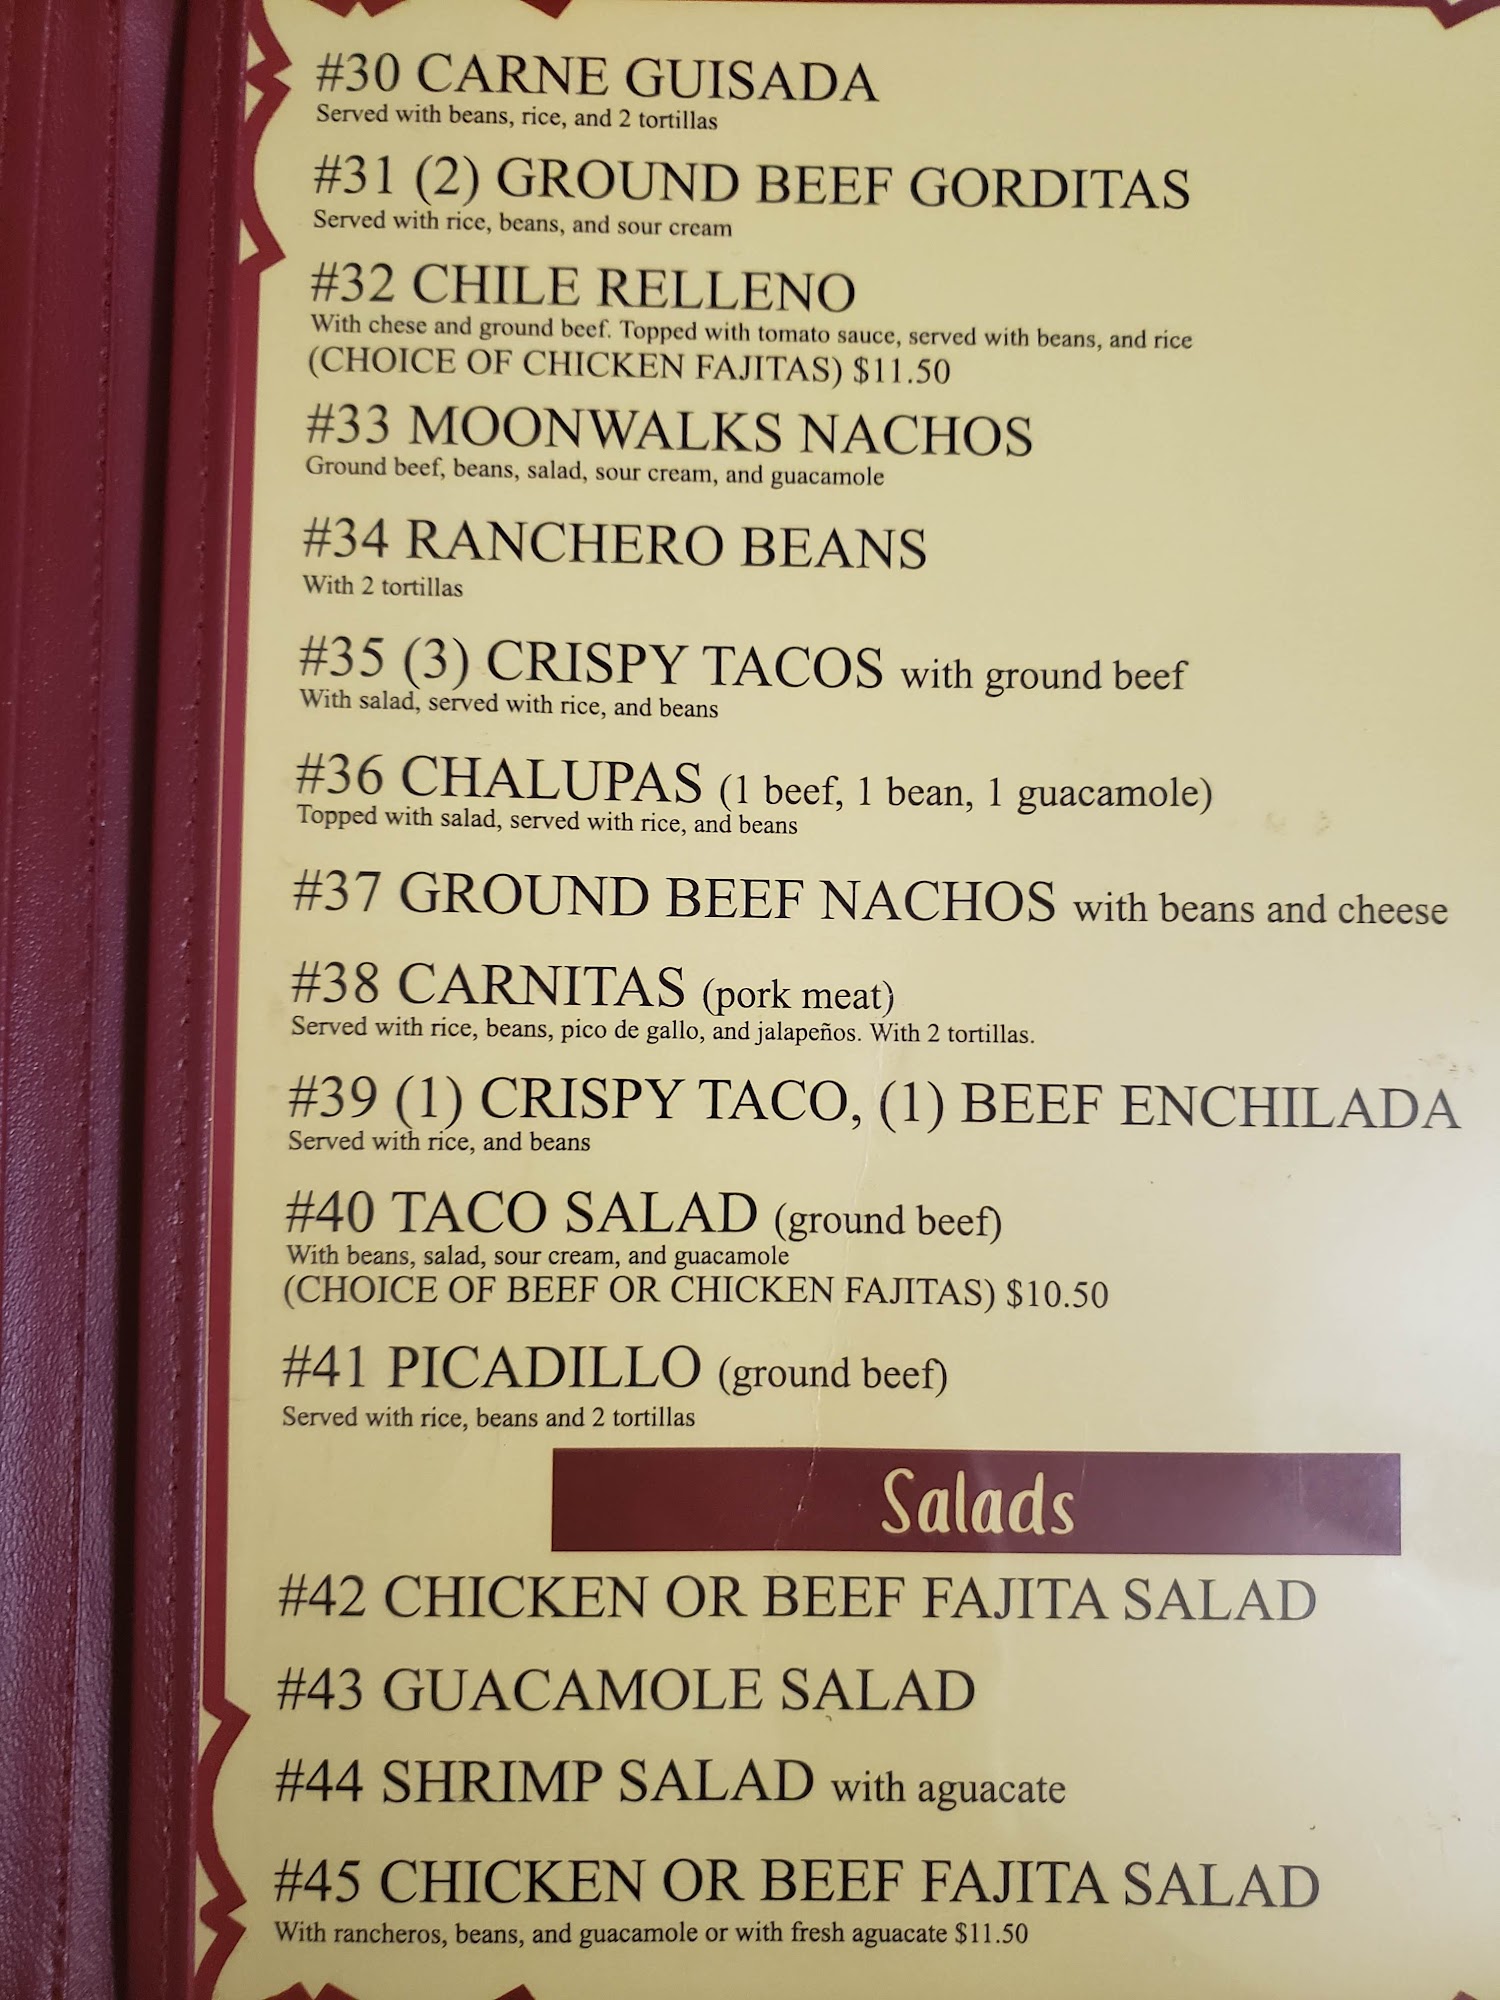 #30 CARNE GUISADA
Served with beans, rice, and 2 tortillas
#31 (2) GROUND BEEF GORDITAS
Served with rice, beans, and sour cream
#32 CHILE RELLENO
With chese and ground beef. Topped with tomato sauce, served with beans, and rice
(CHOICE OF CHICKEN FAJITAS) $11.50
#33 MOONWALKS NACHOS
Ground beef, beans, salad, sour cream, and guacamole
#34 RANCHERO BEANS
With 2 tortillas
#35 (3) CRISPY TACOS with ground beef
With salad, served with rice, and beans
#36 CHALUPAS (1 beef, 1 bean, 1 guacamole)
Topped with salad, served with rice, and beans
#37 GROUND BEEF NACHOS with beans and cheese
#38 CARNITAS (pork meat)
Served with rice, beans, pico de gallo, and jalapeños. With 2 tortillas.
#39 (1) CRISPY TACO, (1) BEEF ENCHILADA
Served with rice, and beans
#40 TACO SALAD (ground beef)
With beans, salad, sour cream, and guacamole
(CHOICE OF BEEF OR CHICKEN FAJITAS) $10.50
#41 PICADILLO (ground beef)
Served with rice, beans and 2 tortillas
Salads
#42 CHICKEN OR BEEF FAJITA SALAD
#43 GUACAMOLE SALAD
#44 SHRIMP SALAD with aguacate
#45 CHICKEN OR BEEF FAJITA SALAD
With rancheros, beans, and guacamole or with fresh aguacate $11.50